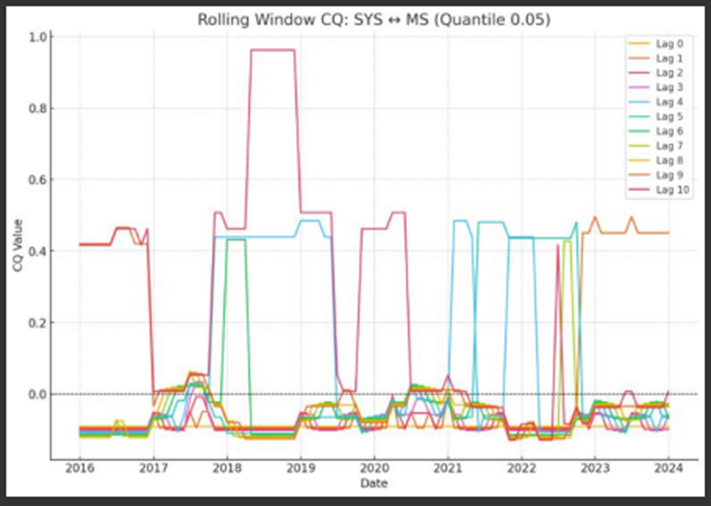 Rolling Window CQ: SYS ↔ MS (Quantile 0.05)
1.0
0.8
0.6
0.4
0.2
0.0
CQ Value
Lag 0
Lag 1
Lag 2
Lag 3
Lag 4
Lag 5
Lag 6
Lag 7
Lag 8
Lag 9
Lag 10
2016 2017 2018 2019 2020 2021 2022 2023 2024
Date